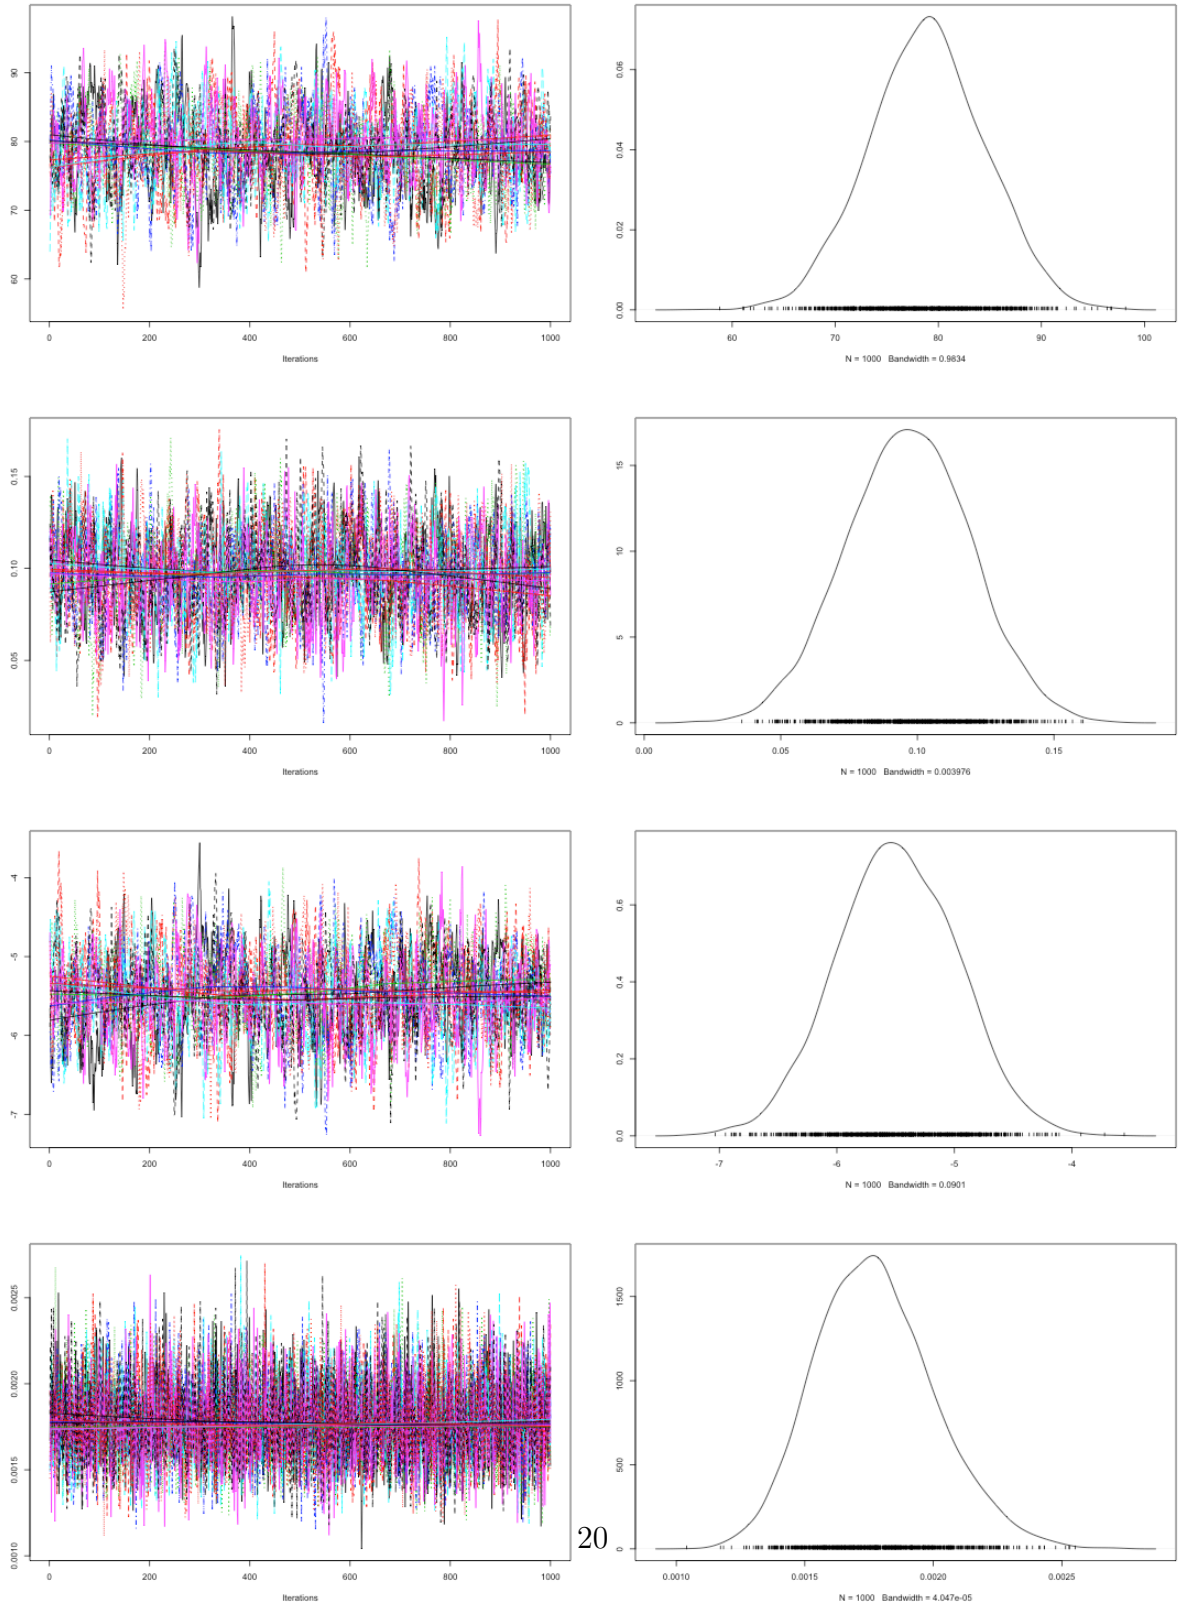 60 70 80 90
0 200 400 600 800 1000
Iterations
0.00 0.02 0.04 0.06
60 70 80 90 100
N = 1000 Bandwidth = 0.9834
0.05 0.10 0.15
0 200 400 600 800 1000
Iterations
0 5 10 15
0.00 0.05 0.10 0.15
N = 1000 Bandwidth = 0.003976
-7 -6 -5 -4
0 200 400 600 800 1000
Iterations
0.0 0.2 0.4 0.6
-7 -6 -5 -4
N = 1000 Bandwidth = 0.0901
0.0010 0.0015 0.0020 0.0025
0 200 400 600 800 1000
Iterations
0 500 1000 1500
0.0010 0.0015 0.0020 0.0025
N = 1000 Bandwidth = 4.047e-05
20